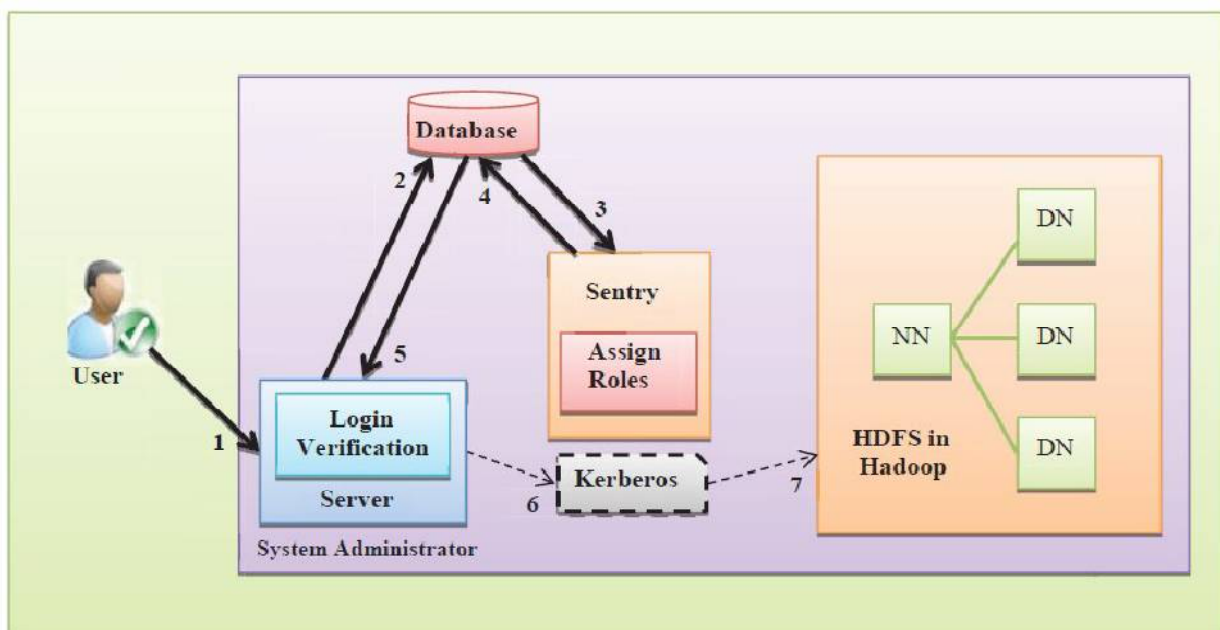 Database
2
4
3
Sentry
Assign
Roles
User
1
5
Login
Verification
Server
System Administrator
6
Kerberos
7
NN
DN
DN
DN
HDFS in
Hadoop